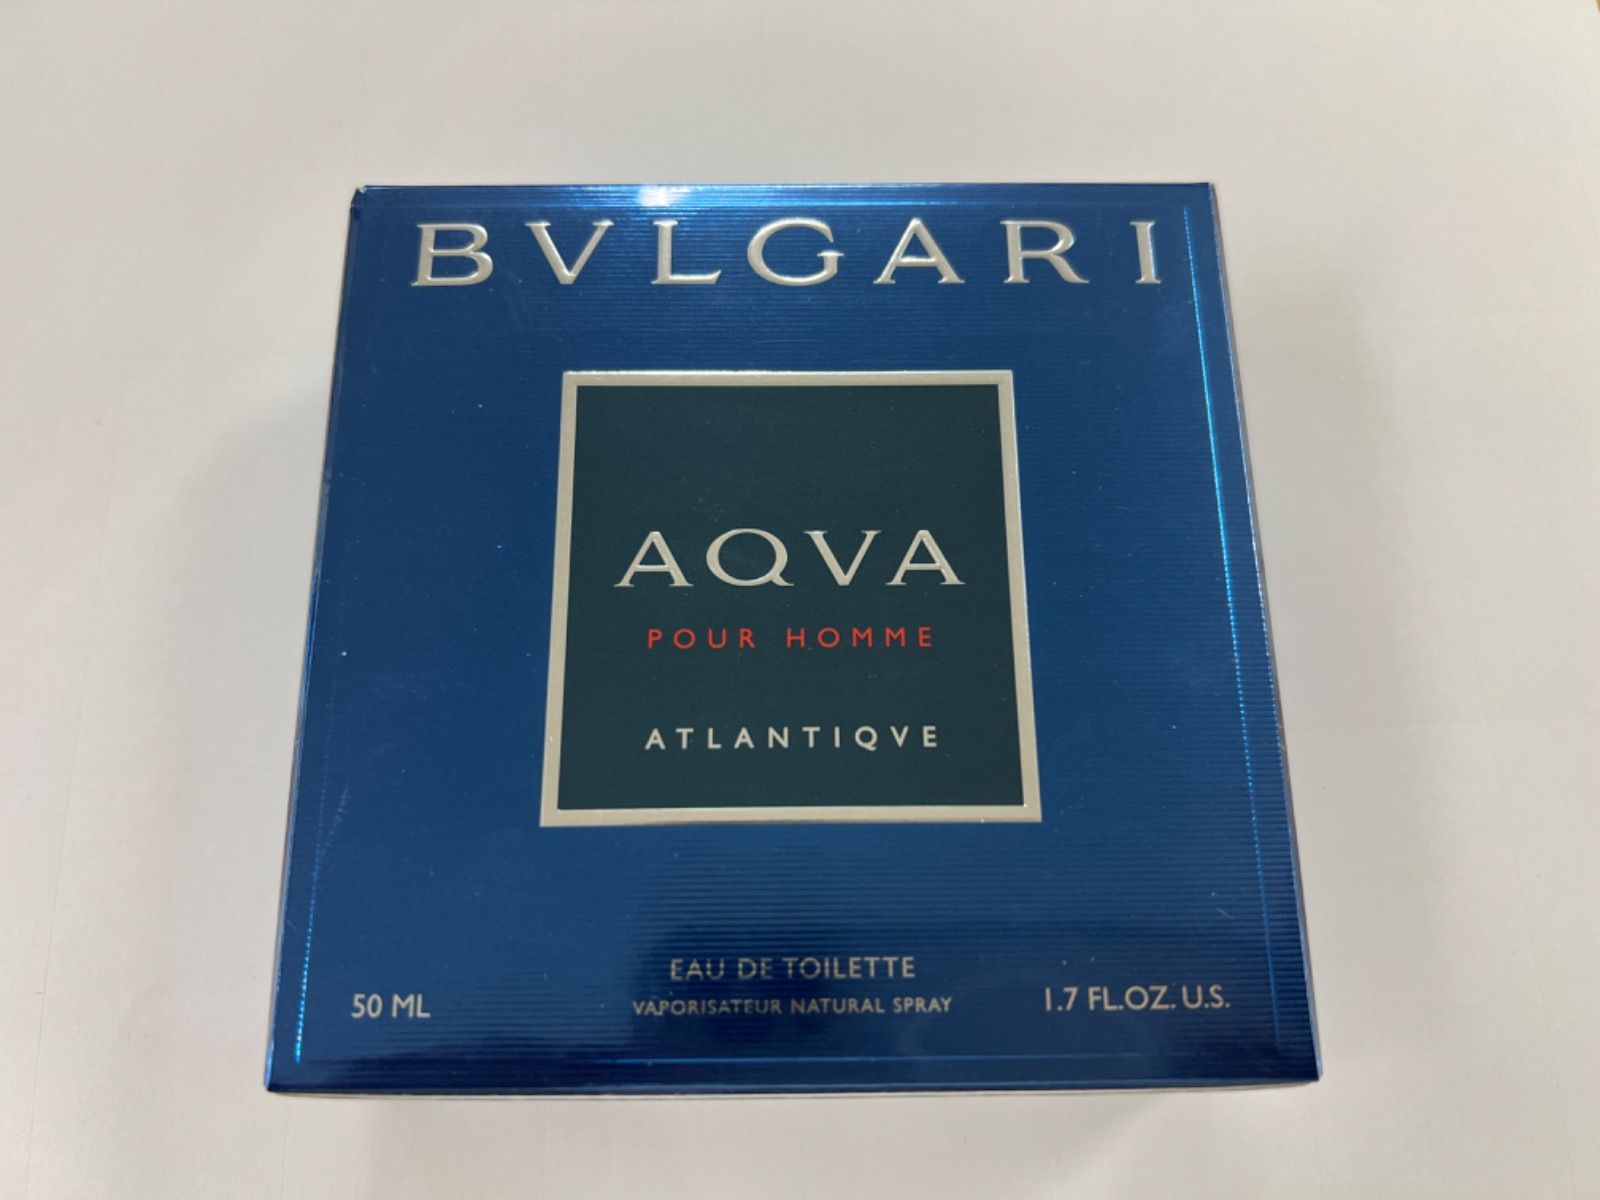 BVLGARI
AQVA
POUR HOMME
ATLANTIQVE
EAU DE TOILETTE
50 ML VAPORISATEUR NATURAL SPRAY 1.7 FL.OZ. U.S.